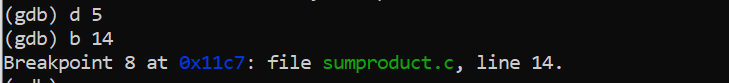 (gdb) d 5
(gdb) b 14
Breakpoint 8 at 0x11c7: file sumproduct.c, line 14.